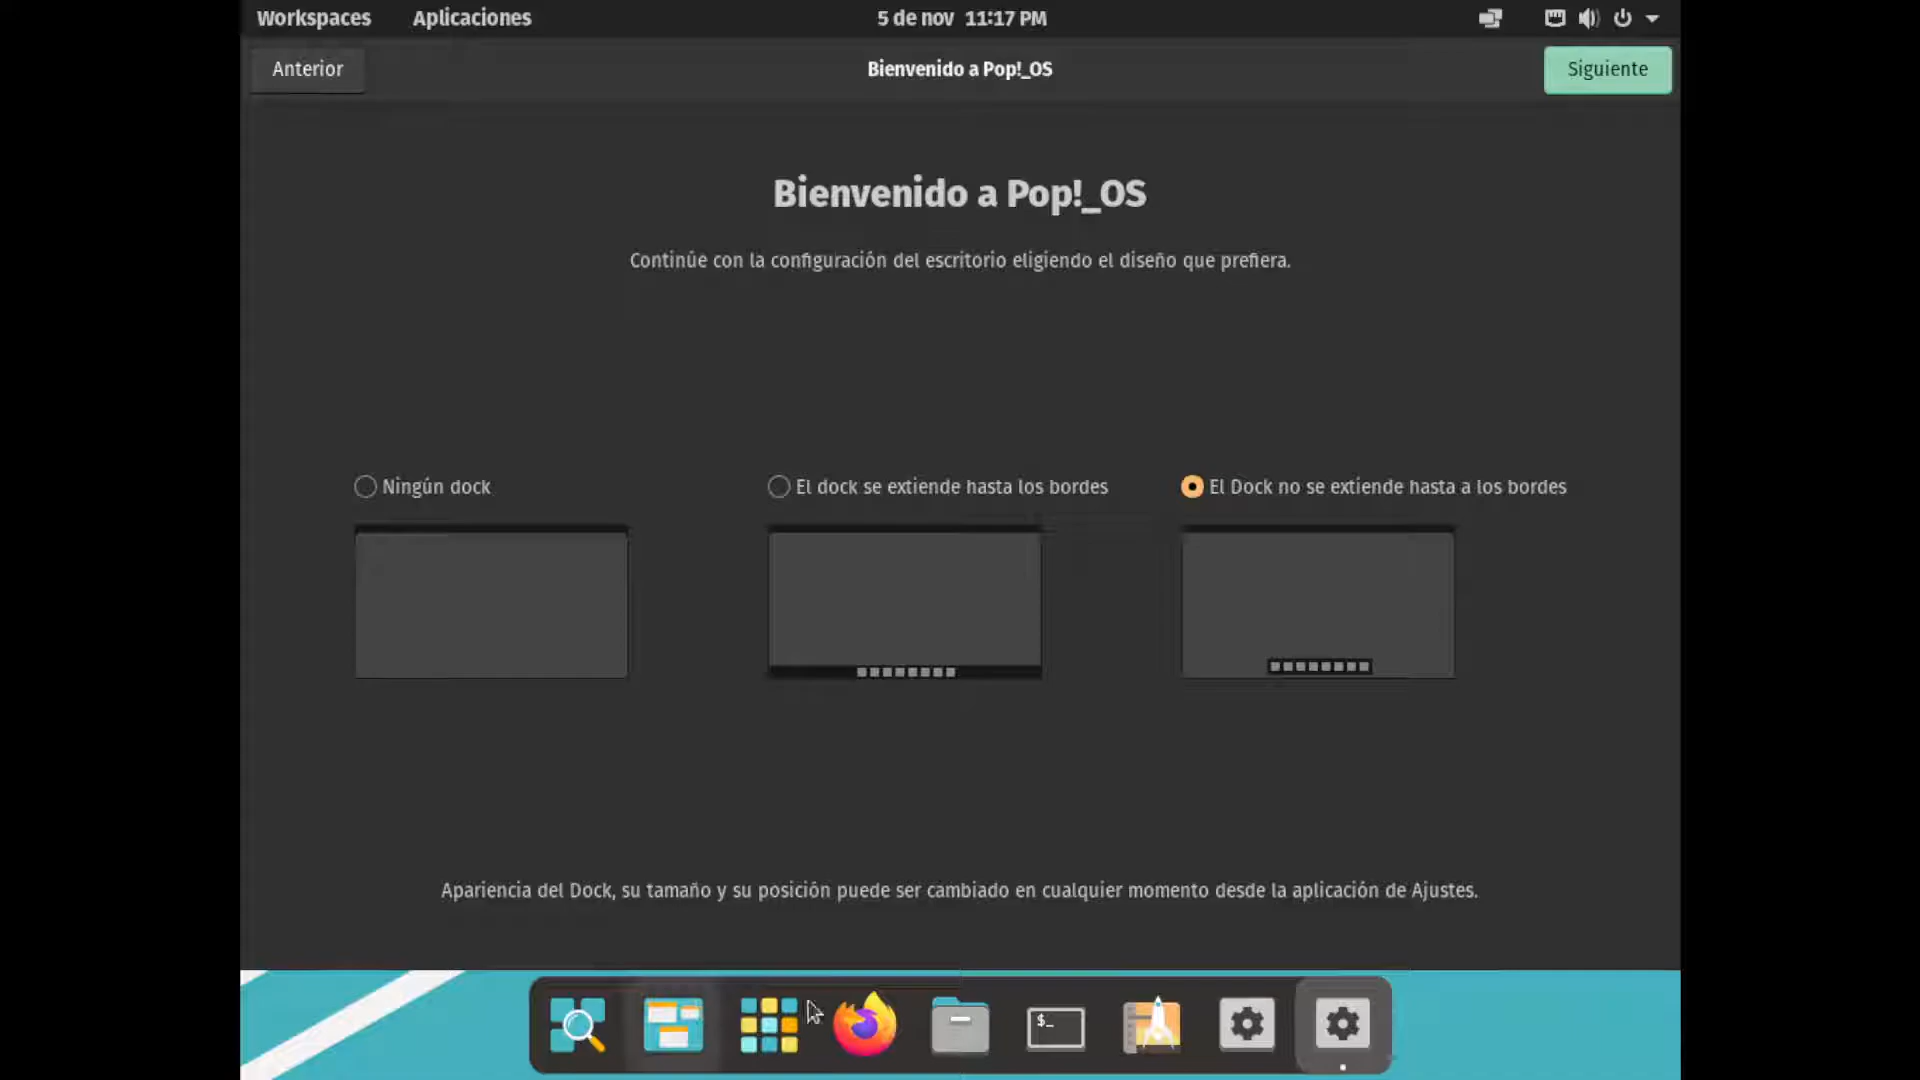 Workspaces Aplicaciones 5 de nov 11:17 PM
Anterior Bienvenido a Pop!_OS Siguiente
Bienvenido a Pop!_OS
Continúe con la configuración del escritorio eligiendo el diseño que prefiera.
Ningún dock El dock se extiende hasta los bordes El Dock no se extiende hasta a los bordes
Apariencia del Dock, su tamaño y su posición puede ser cambiado en cualquier momento desde la aplicación de Ajustes.
$_